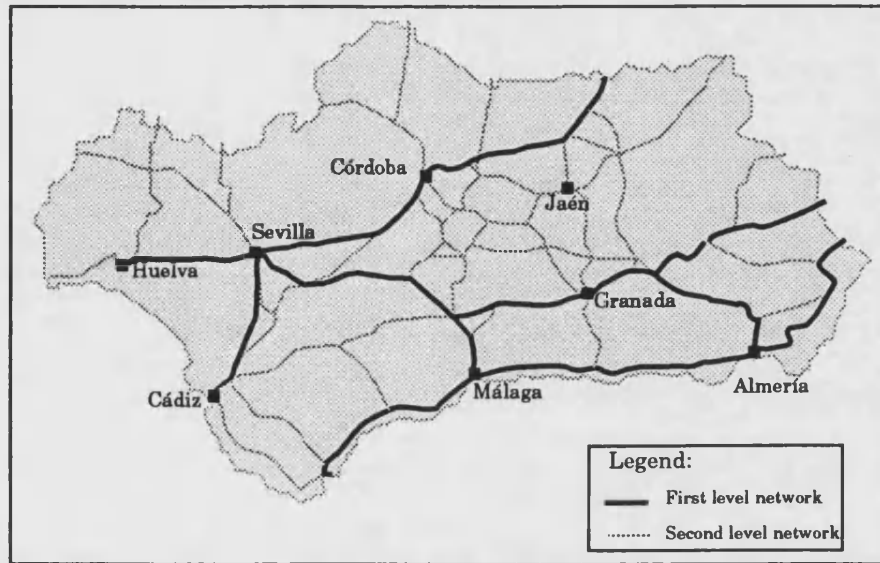 Córdoba
Jaén
Sevilla
Huelva
Granada
Cádiz
Málaga
Almería
Legend:
First level network
Second level network